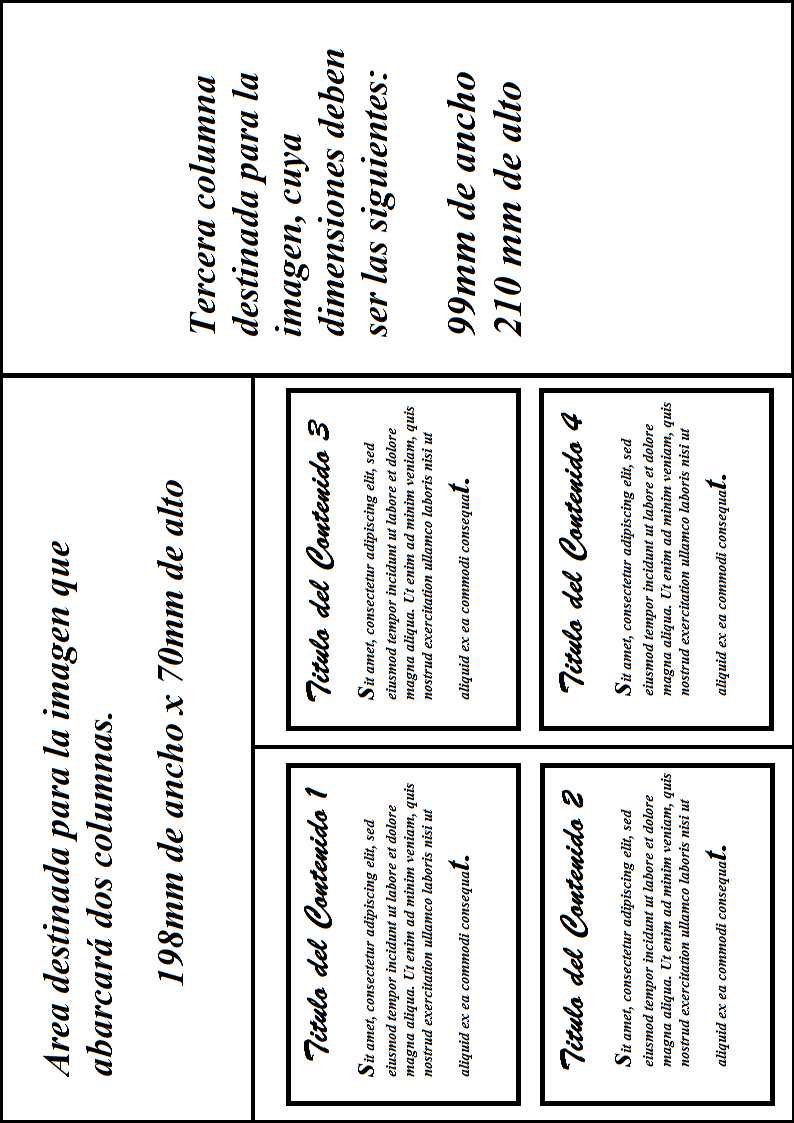 Area destinada para la imagen que
abarcará dos columnas.
198mm de ancho x 70mm de alto
Titulo del Contenido 1
Sit amet, consectetur adipiscing elit, sed
eiusmod tempor incidunt ut labore et dolore
magna aliqua. Ut enim ad minim veniam, quis
nostrud exercitation ullamco laboris nisi ut
aliquid ex ea commodi consequat.
Titulo del Contenido 2
Sit amet, consectetur adipiscing elit, sed
eiusmod tempor incidunt ut labore et dolore
magna aliqua. Ut enim ad minim veniam, quis
nostrud exercitation ullamco laboris nisi ut
aliquid ex ea commodi consequat.
Titulo del Contenido 3
Sit amet, consectetur adipiscing elit, sed
eiusmod tempor incidunt ut labore et dolore
magna aliqua. Ut enim ad minim veniam, quis
nostrud exercitation ullamco laboris nisi ut
aliquid ex ea commodi consequat.
Titulo del Contenido 4
Sit amet, consectetur adipiscing elit, sed
eiusmod tempor incidunt ut labore et dolore
magna aliqua. Ut enim ad minim veniam, quis
nostrud exercitation ullamco laboris nisi ut
aliquid ex ea commodi consequat.
Tercera columna
destinada para la
imagen, cuya
dimensiones deben
ser las siguientes:
99mm de ancho
210 mm de alto